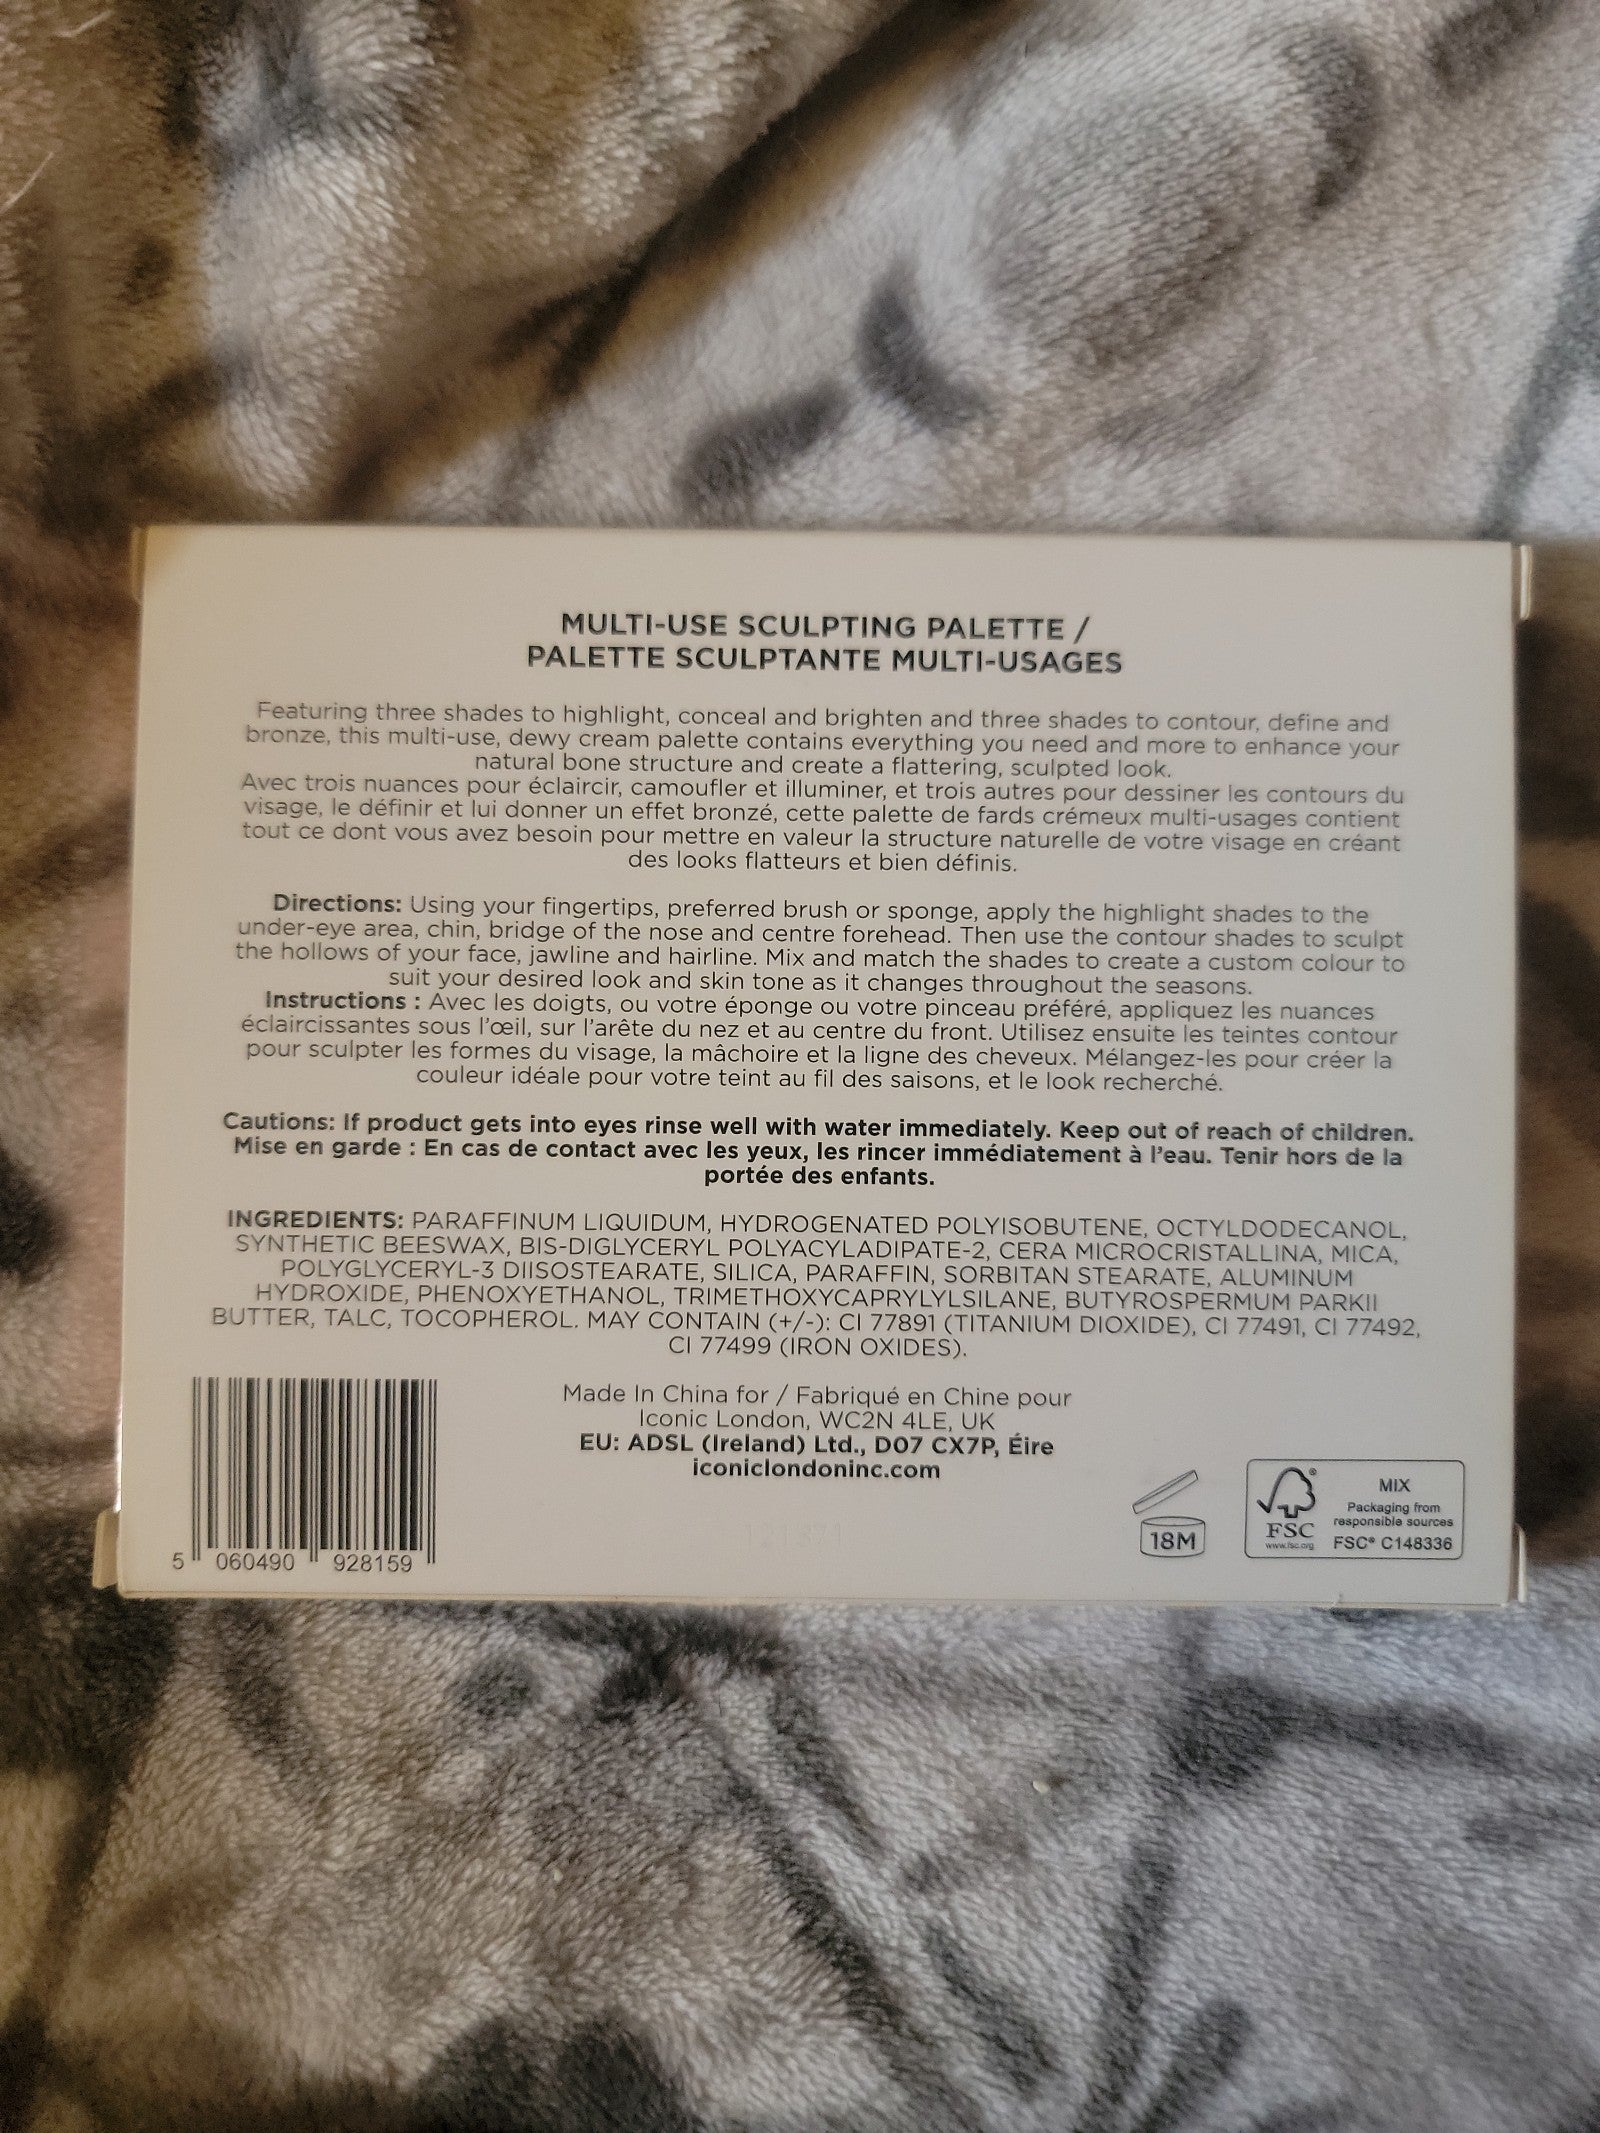 MULTI-USE SCULPTING PALETTE /
PALETTE SCULPTANTE MULTI-USAGES
Featuring three shades to highlight, conceal and brighten and three shades to contour, define and
bronze, this multi-use, dewy cream palette contains everything you need and more to enhance your
natural bone structure and create a flattering, sculpted look.
Avec trois nuances pour éclaircir, camoufler et illuminer, et trois autres pour dessiner les contours du
visage, le définir et lui donner un effet bronzé, cette palette de fards crémeux multi-usages contient
tout ce dont vous avez besoin pour mettre en valeur la structure naturelle de votre visage en créant
des looks flatteurs et bien définis.
Directions: Using your fingertips, preferred brush or sponge, apply the highlight shades to the
under-eye area, chin, bridge of the nose and centre forehead. Then use the contour shades to sculpt
the hollows of your face, jawline and hairline. Mix and match the shades to create a custom colour to
suit your desired look and skin tone as it changes throughout the seasons.
Instructions : Avec les doigts, ou votre éponge ou votre pinceau préféré, appliquez les nuances
éclaircissantes sous l'œil, sur l'arête du nez et au centre du front. Utilisez ensuite les teintes contour
pour sculpter les formes du visage, la mâchoire et la ligne des cheveux. Mélangez-les pour créer la
couleur idéale pour votre teint au fil des saisons, et le look recherché.
Cautions: If product gets into eyes rinse well with water immediately. Keep out of reach of children.
Mise en garde : En cas de contact avec les yeux, les rincer immédiatement à l'eau. Tenir hors de la
portée des enfants.
INGREDIENTS: PARAFFINUM LIQUIDUM, HYDROGENATED POLYISOBUTENE, OCTYLDODECANOL,
SYNTHETIC BEESWAX, BIS-DIGLYCERYL POLYACYLADIPATE-2, CERA MICROCRISTALLINA, MICA,
POLYGLYCERYL-3 DIISOSTEARATE, SILICA, PARAFFIN, SORBITAN STEARATE, ALUMINUM
HYDROXIDE, PHENOXYETHANOL, TRIMETHOXYCAPRYLYLSILANE, BUTYROSPERMUM PARKII
BUTTER, TALC, TOCOPHEROL. MAY CONTAIN (+/-): CI 77891 (TITANIUM DIOXIDE), CI 77491, CI 77492,
CI 77499 (IRON OXIDES).
Made In China for / Fabriqué en Chine pour
Iconic London, WC2N 4LE, UK
EU: ADSL (Ireland) Ltd., D07 CX7P, Éire
iconiclondoninc.com
5 060490 928159
18M
FSC
www.fsc.org
MIX
Packaging from
responsible sources
FSC® C148336